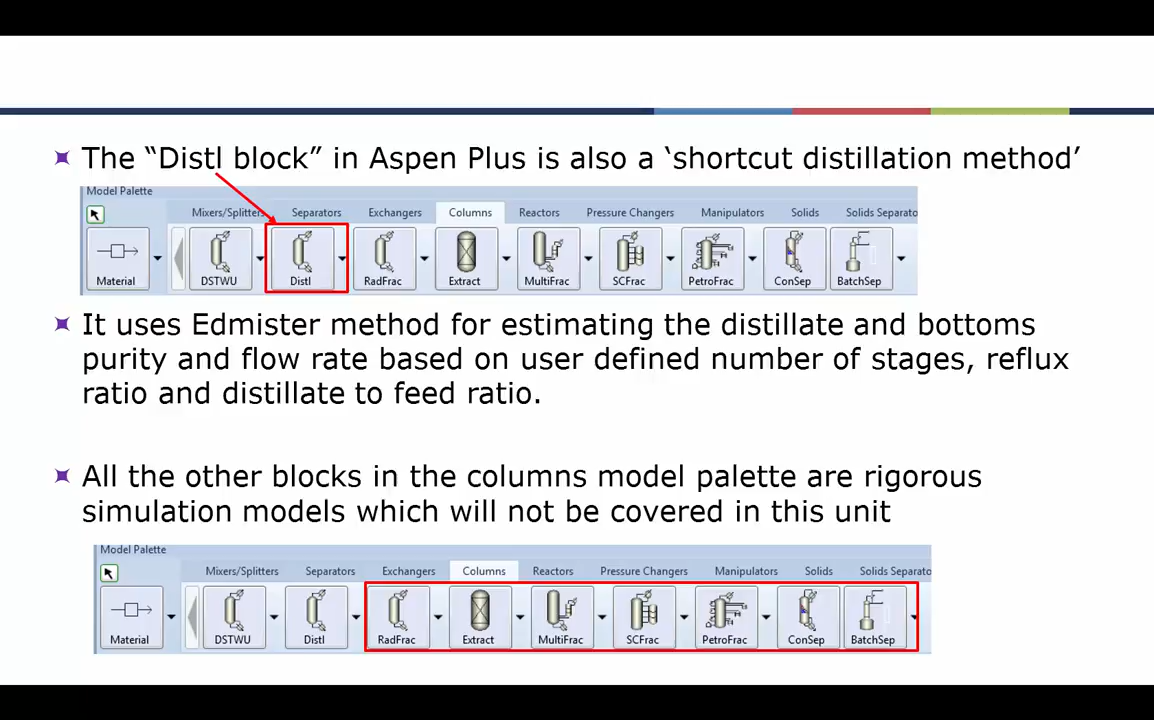 The “Distl block” in Aspen Plus is also a ‘shortcut distillation method’
Model Palette
Mixers/Splitters Separators Exchangers Columns Reactors Pressure Changers Manipulators Solids Solids Separato
Material DSTWU Distl RadFrac Extract MultiFrac SCFrac PetroFrac ConSep BatchSep
It uses Edmister method for estimating the distillate and bottoms
purity and flow rate based on user defined number of stages, reflux
ratio and distillate to feed ratio.
All the other blocks in the columns model palette are rigorous
simulation models which will not be covered in this unit
Model Palette
Mixers/Splitters Separators Exchangers Columns Reactors Pressure Changers Manipulators Solids Solids Separato
Material DSTWU Distl RadFrac Extract MultiFrac SCFrac PetroFrac ConSep BatchSep